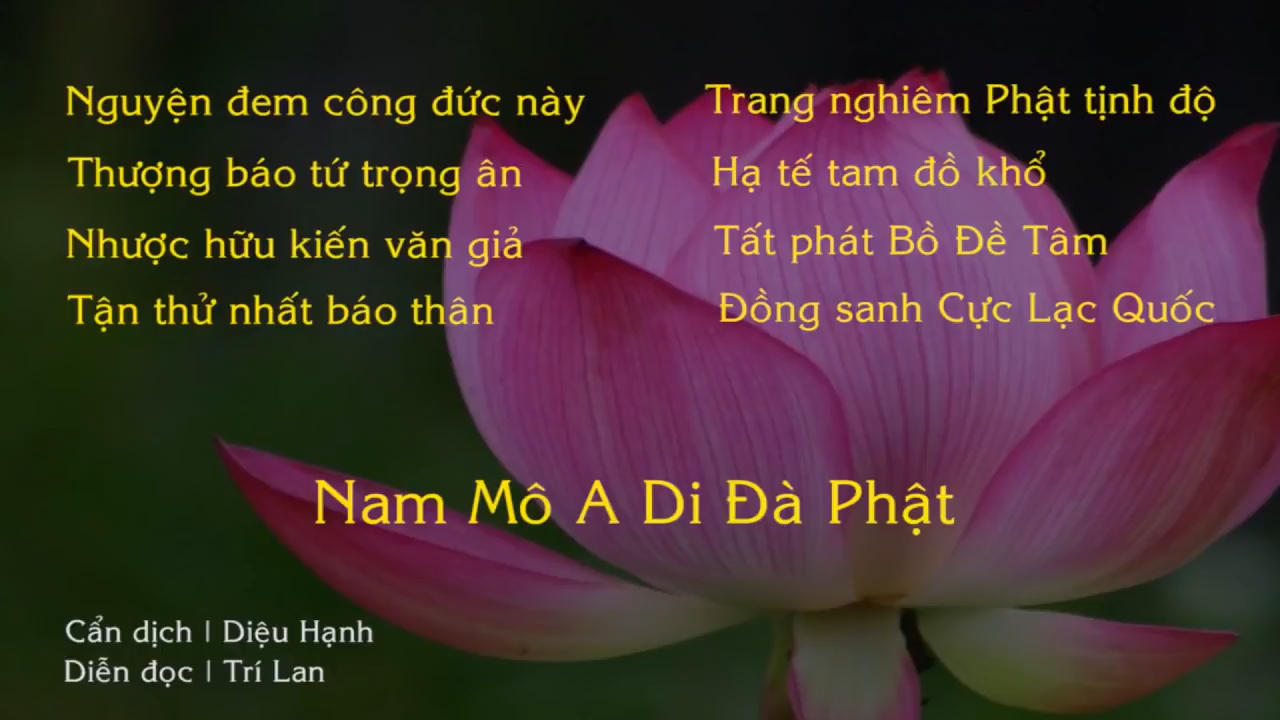 Nguyện đem công đức này
Trang nghiêm Phật tịnh độ
Thượng báo tứ trọng ân
Hạ tế tam đồ khổ
Nhược hữu kiến văn giả
Tất phát Bồ Đề Tâm
Tận thử nhất báo thân
Đồng sanh Cực Lạc Quốc
Nam Mô A Di Đà Phật
Cẩn dịch | Diệu Hạnh
Diễn đọc | Trí Lan